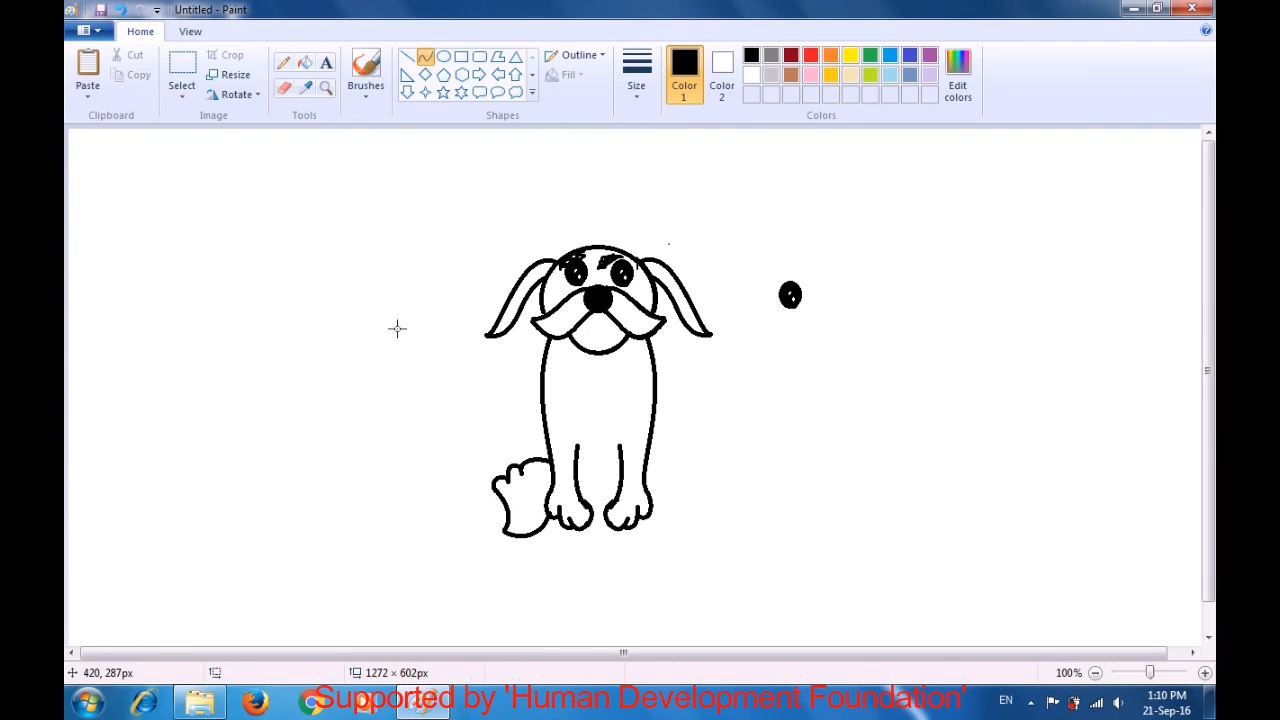 Untitled - Paint
Home View
Paste
Cut
Copy
Clipboard
Select
Crop
Resize
Rotate
Image
A
Tools
Brushes
Shapes
Outline
Fill
Size
Color 1
Color 2
Edit colors
Colors
420, 287px
1272 × 602px
100%
EN
1:10 PM
21-Sep-16
Supported by 'Human Development Foundation'